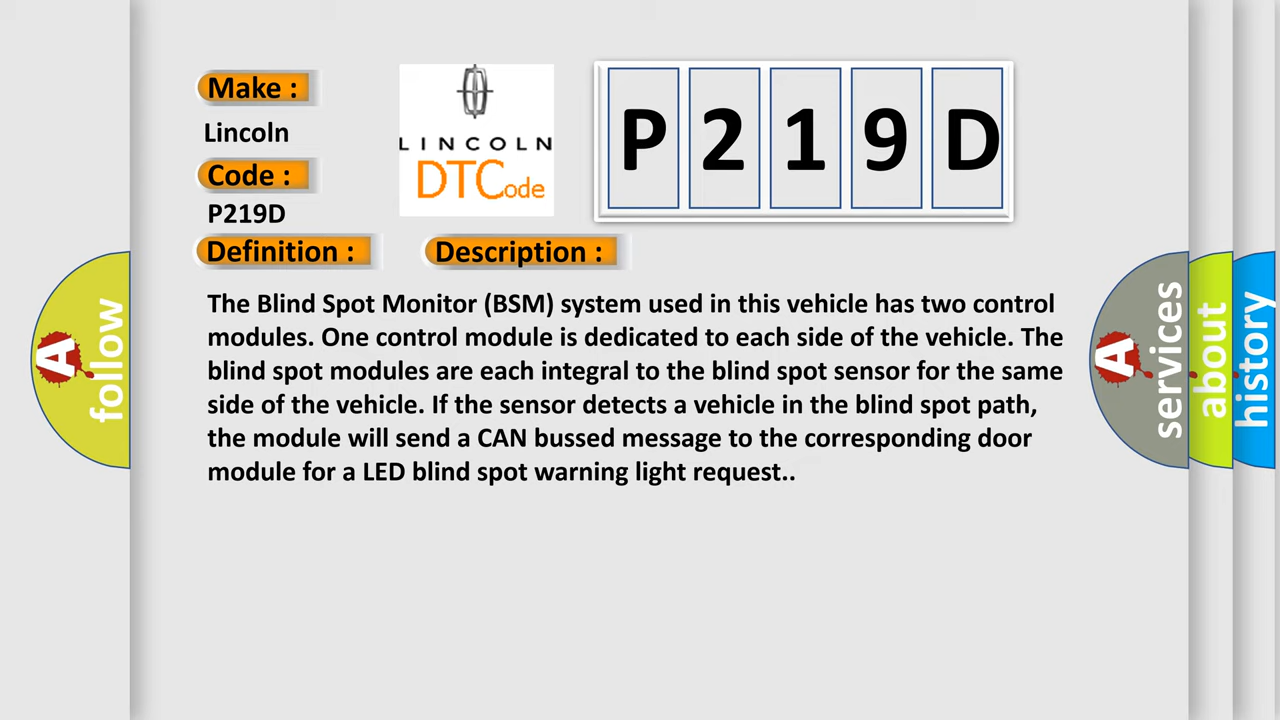 Make :
Lincoln
Code :
P219D
Definition :
Description :
LINCOLN
DTCode
P219D
The Blind Spot Monitor (BSM) system used in this vehicle has two control
modules. One control module is dedicated to each side of the vehicle. The
blind spot modules are each integral to the blind spot sensor for the same
side of the vehicle. If the sensor detects a vehicle in the blind spot path,
the module will send a CAN bussed message to the corresponding door
module for a LED blind spot warning light request..
A follow
A services
about
history